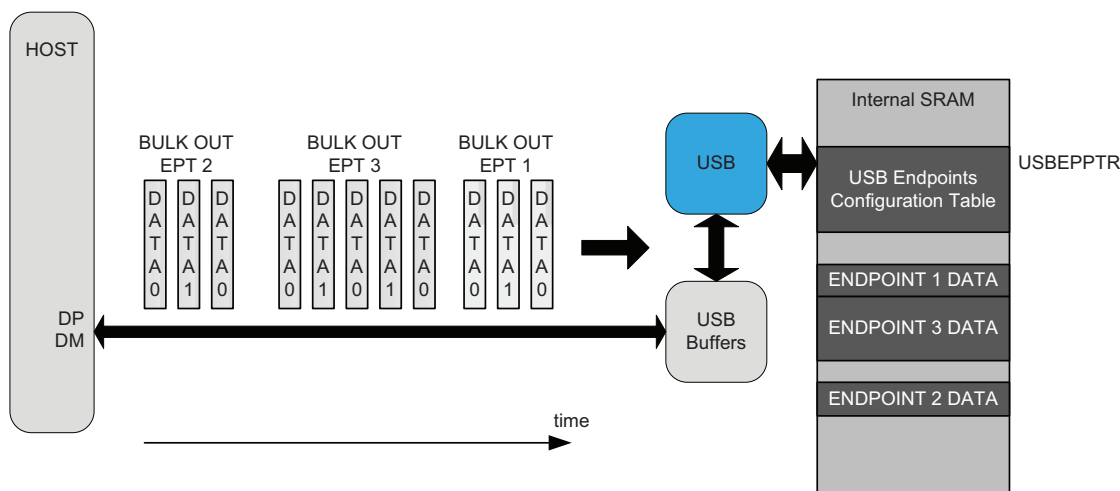 HOST
BULK OUT
EPT 2
DATA0
DATA1
DATA0
BULK OUT
EPT 3
DATA0
DATA1
DATA0
DATA1
DATA0
BULK OUT
EPT 1
DATA0
DATA1
DATA0
DP
DM
time
USB
USB
Buffers
Internal SRAM
USB Endpoints
Configuration Table
USBEPPTR
ENDPOINT 1 DATA
ENDPOINT 3 DATA
ENDPOINT 2 DATA